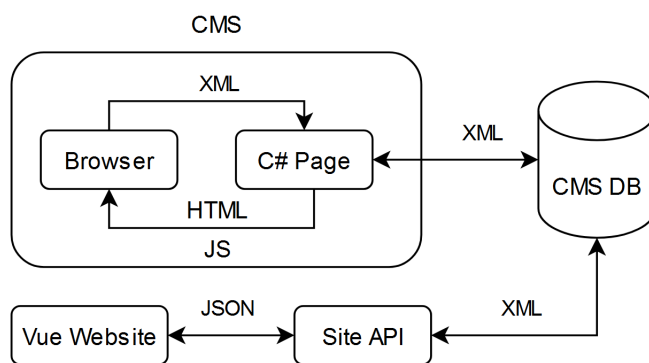 CMS
XML
Browser
C# Page
HTML
JS
XML
CMS DB
Vue Website
JSON
Site API
XML